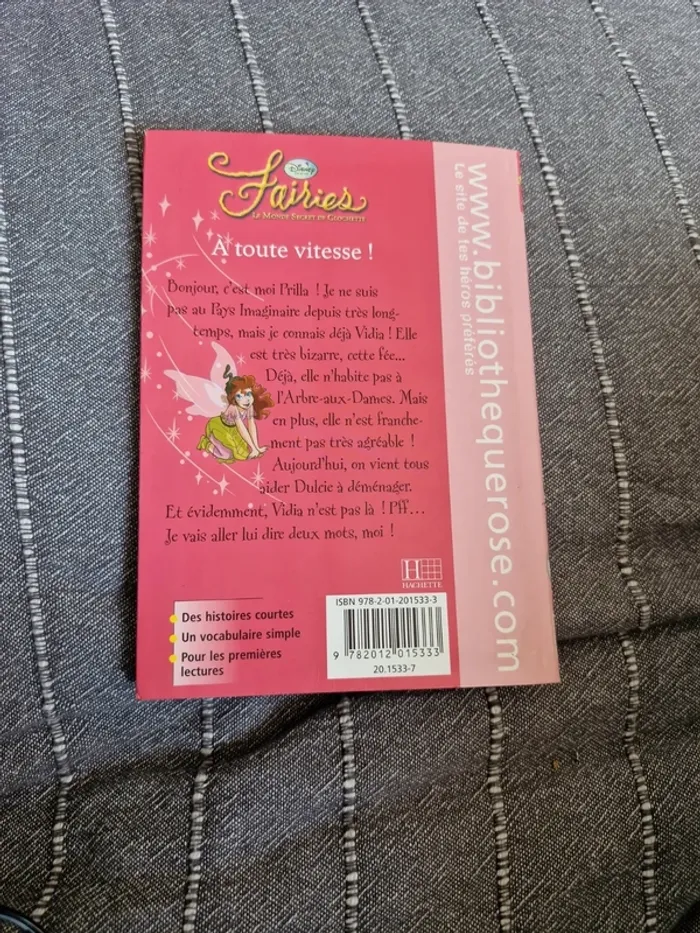 Disney
Fairies
Le Monde Secret de Clochette
À toute vitesse !
Bonjour, c'est moi Prilla ! Je ne suis
pas au Pays Imaginaire depuis très long-
temps, mais je connais déjà Vidia ! Elle
est très bizarre, cette fée...
Déjà, elle n'habite pas à
l'Arbre-aux-Dames. Mais
en plus, elle n'est franche-
ment pas très agréable !
Aujourd'hui, on vient tous
aider Dulcie à déménager.
Et évidemment, Vidia n'est pas là ! Pff...
Je vais aller lui dire deux mots, moi !
H
HACHETTE
Des histoires courtes
Un vocabulaire simple
Pour les premières
lectures
ISBN 978-2-01-201533-3
9 782012 015333
20.1533-7
www.bibliothequerose.com
Le site de tes héros préférés